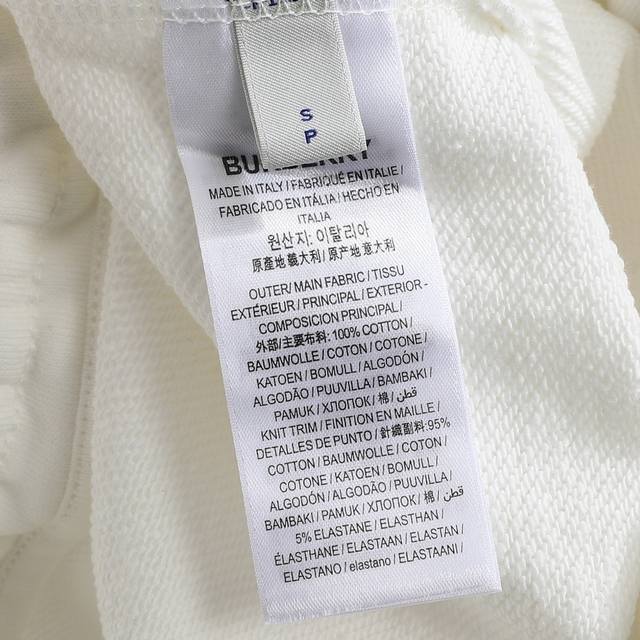 S
P
BURBERRY
MADE IN ITALY / FABRIQUÉ EN ITALIE /
FABRICADO EN ITÁLIA / HECHO EN
ITALIA
원산지: 이탈리아
原產地 義大利 / 原产地 意大利
OUTER/ MAIN FABRIC / TISSU
EXTÉRIEUR / PRINCIPAL / EXTERIOR -
COMPOSICION PRINCIPAL /
外部/主要布料: 100% COTTON /
BAUMWOLLE / COTON / COTONE /
KATOEN / BOMULL / ALGODÓN /
ALGODÃO / PUUVILLA / BAMBAKI /
PAMUK / ХЛОПОК / 棉 / قطن /
KNIT TRIM / FINITION EN MAILLE /
DETALLES DE PUNTO / 針織副料: 95%
COTTON / BAUMWOLLE / COTON /
COTONE / KATOEN / BOMULL /
ALGODÓN / ALGODÃO / PUUVILLA /
BAMBAKI / PAMUK / ХЛОПОК / 棉 / قطن /
5% ELASTANE / ELASTHAN /
ÉLASTHANE / ELASTAAN / ELASTAN /
ELASTANO / elastano / ELASTAANI /